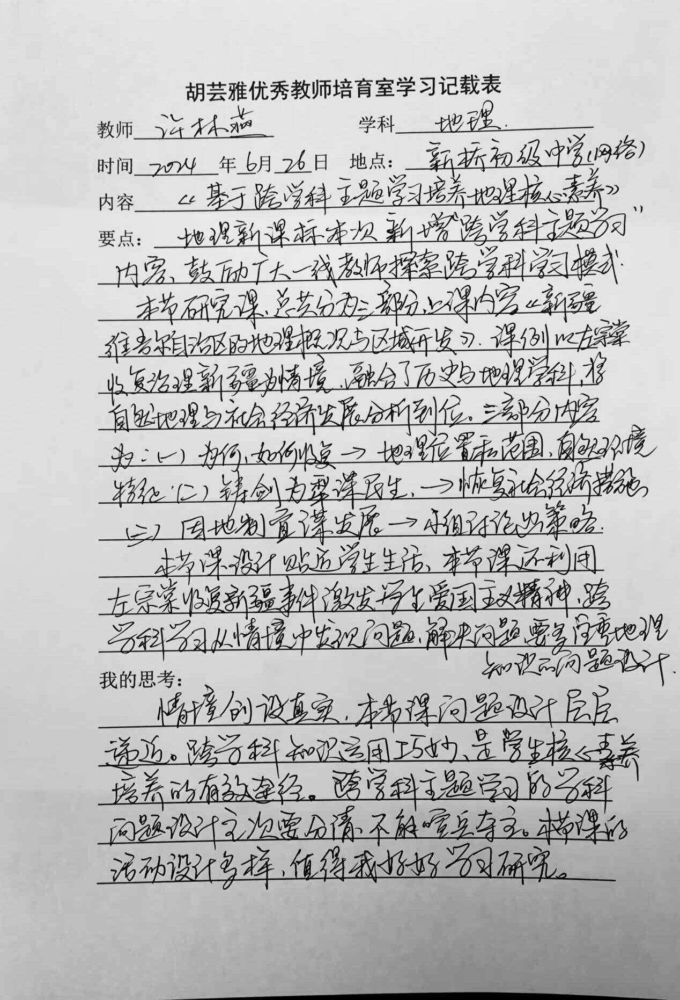 胡芸雅优秀教师培育室学习记载表
教师 许林燕 学科 地理.
时间 2024 年 6月 26日 地点： 新桥初级中学(网络)
内容 《基于跨学科主题学习培养地理核心素养》
要点： 地理新课标本次新增“跨学科主题学习”
内容、鼓励广大一线教师探索跨学科学习模式.
本节研究课、总共分为三部分、上课内容《新疆
维吾尔自治区的地理概况与区域开发》. 课例以左宗棠
收复治理新疆为情境、融合了历史与地理学科,将
自然地理与社会经济发展分析到位。三部分内容
为：(一) 为何、如何收复→地理位置和范围、自然环境
特征；(二) 铸剑为犁谋民生、→恢复社会经济措施,
(三) 因地制宜谋发展→小组讨论出策略.
本节课设计贴近学生生活、本节课还利用
左宗棠收复新疆事件激发学生爱国主义精神、跨
学科学习从情境中发现问题、解决问题、要多注重地理
知识的问题设计.
我的思考：
情境创设真实、本节课问题设计层层
递进。跨学科知识运用巧妙、是学生核心素养
培养的有效途径。跨学科主题学习的学科
问题设计主次要分清、不能喧兵夺主。本节课的
活动设计多样、值得我好好学习研究。